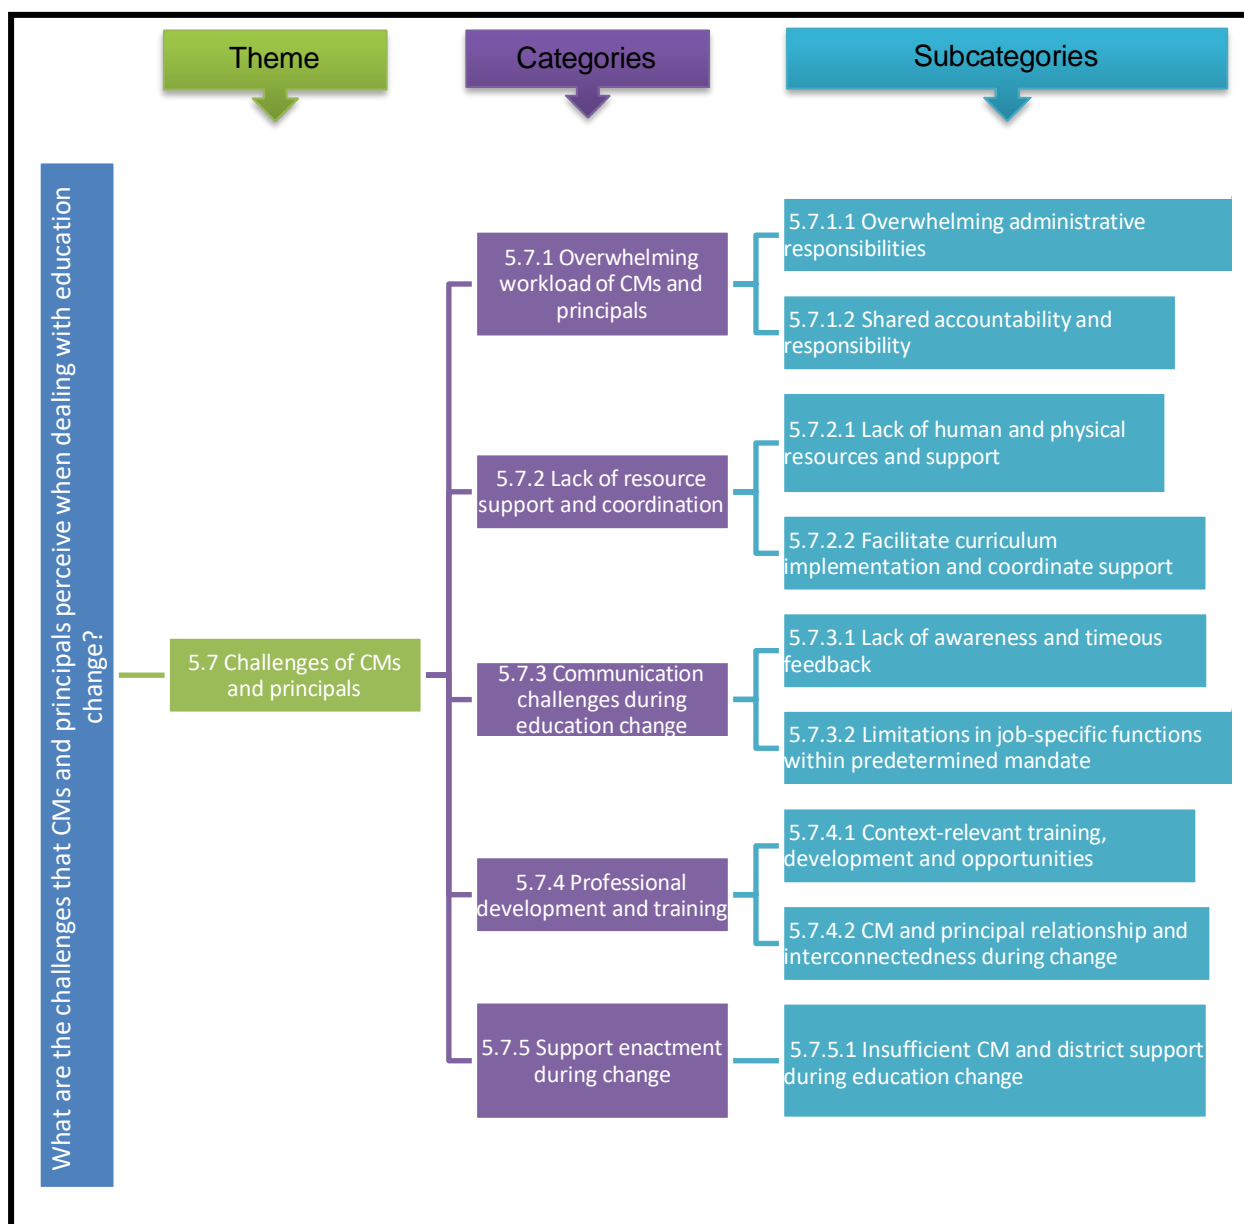 Theme
Categories
Subcategories
What are the challenges that CMs and principals perceive when dealing with education
change?
5.7 Challenges of CMs
and principals
5.7.1 Overwhelming
workload of CMs and
principals
5.7.1.1 Overwhelming administrative
responsibilities
5.7.1.2 Shared accountability and
responsibility
5.7.2 Lack of resource
support and coordination
5.7.2.1 Lack of human and physical
resources and support
5.7.2.2 Facilitate curriculum
implementation and coordinate support
5.7.3 Communication
challenges during
education change
5.7.3.1 Lack of awareness and timeous
feedback
5.7.3.2 Limitations in job-specific functions
within predetermined mandate
5.7.4 Professional
development and training
5.7.4.1 Context-relevant training,
development and opportunities
5.7.4.2 CM and principal relationship and
interconnectedness during change
5.7.5 Support enactment
during change
5.7.5.1 Insufficient CM and district support
during education change